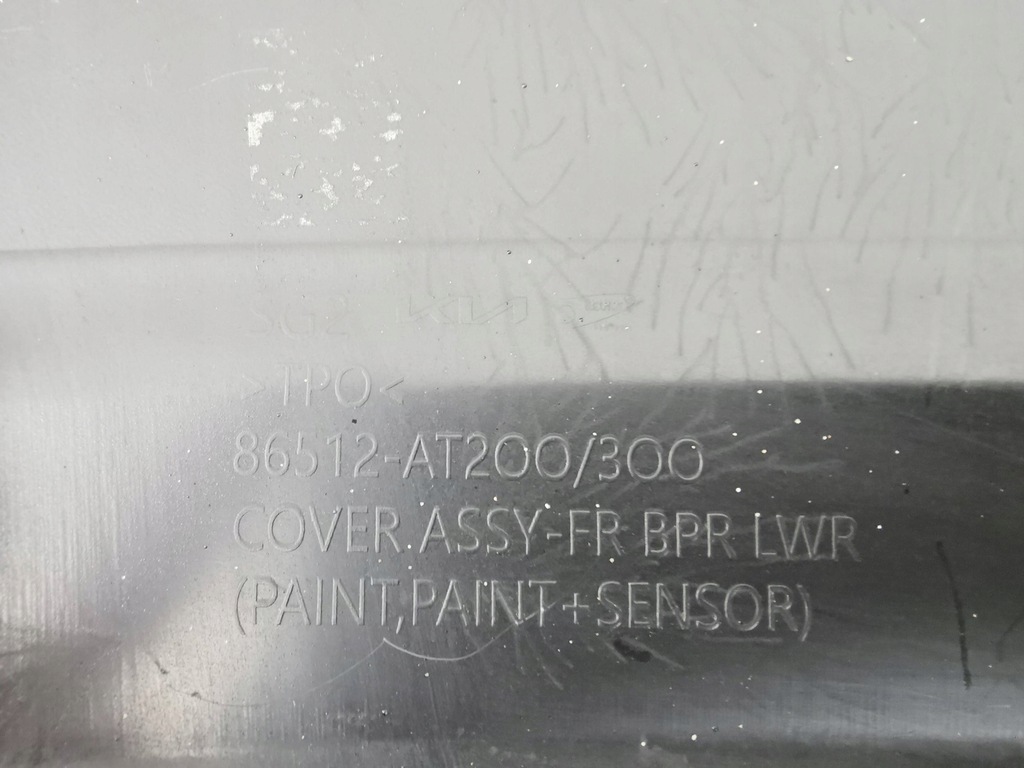 SG2 KIA
>TPO<
86512-AT200/300
COVER ASSY-FR BPR LWR
(PAINT,PAINT+SENSOR)